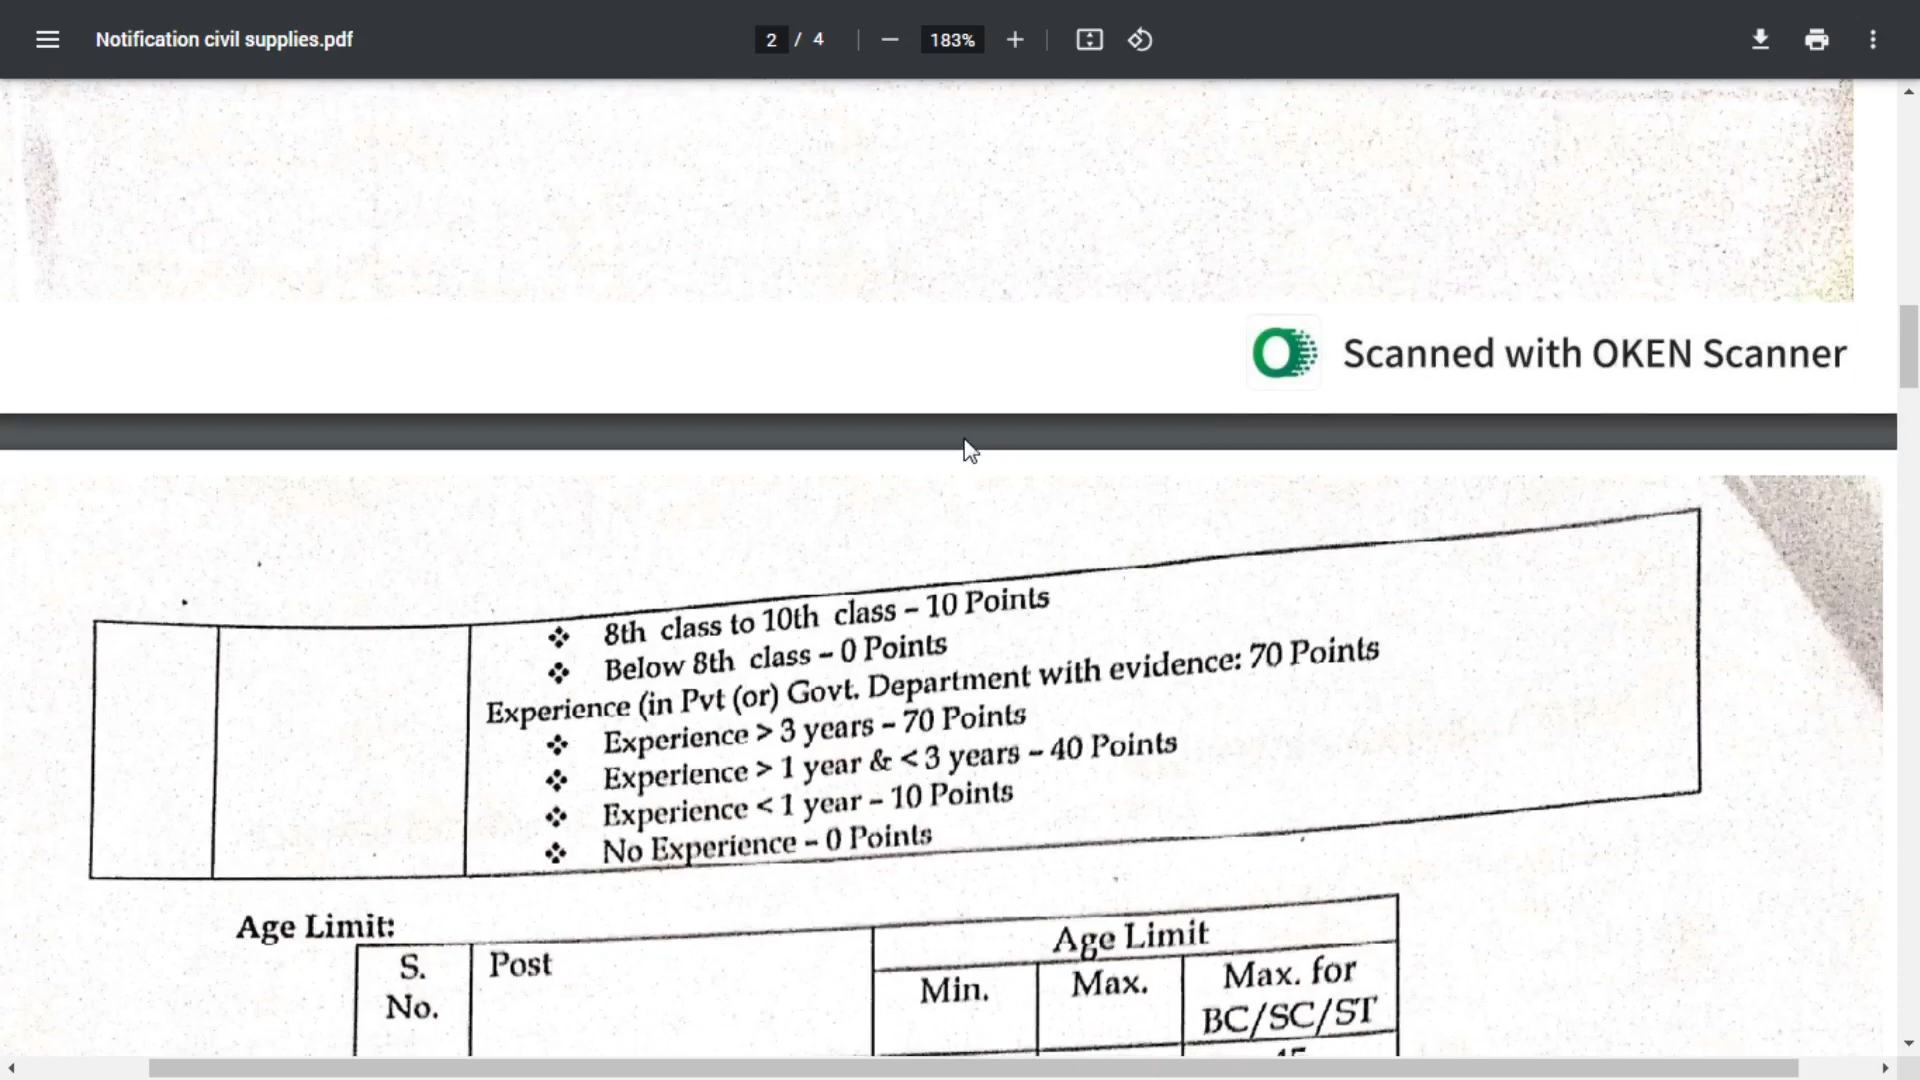 Notification civil supplies.pdf
2 / 4
183%
Scanned with OKEN Scanner
❖ 8th class to 10th class – 10 Points
❖ Below 8th class – 0 Points
Experience (in Pvt (or) Govt. Department with evidence: 70 Points
❖ Experience > 3 years – 70 Points
❖ Experience > 1 year & < 3 years – 40 Points
❖ Experience < 1 year – 10 Points
❖ No Experience – 0 Points
Age Limit:
S. No.
Post
Age Limit
Min.
Max.
Max. for
BC/SC/ST